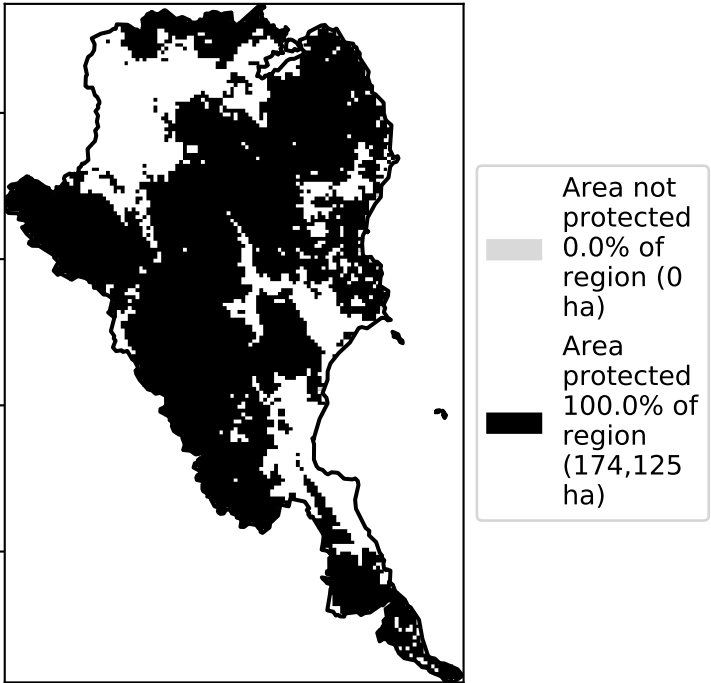 Area not
protected
0.0% of
region (0
ha)
Area
protected
100.0% of
region
(174,125
ha)